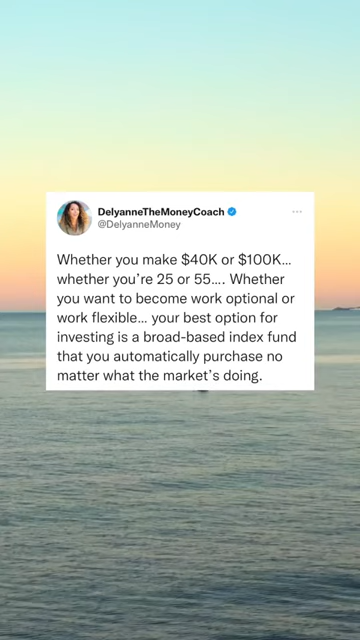 DelyanneTheMoneyCoach
@DelyanneMoney
Whether you make $40K or $100K...
whether you're 25 or 55.... Whether
you want to become work optional or
work flexible... your best option for
investing is a broad-based index fund
that you automatically purchase no
matter what the market's doing.